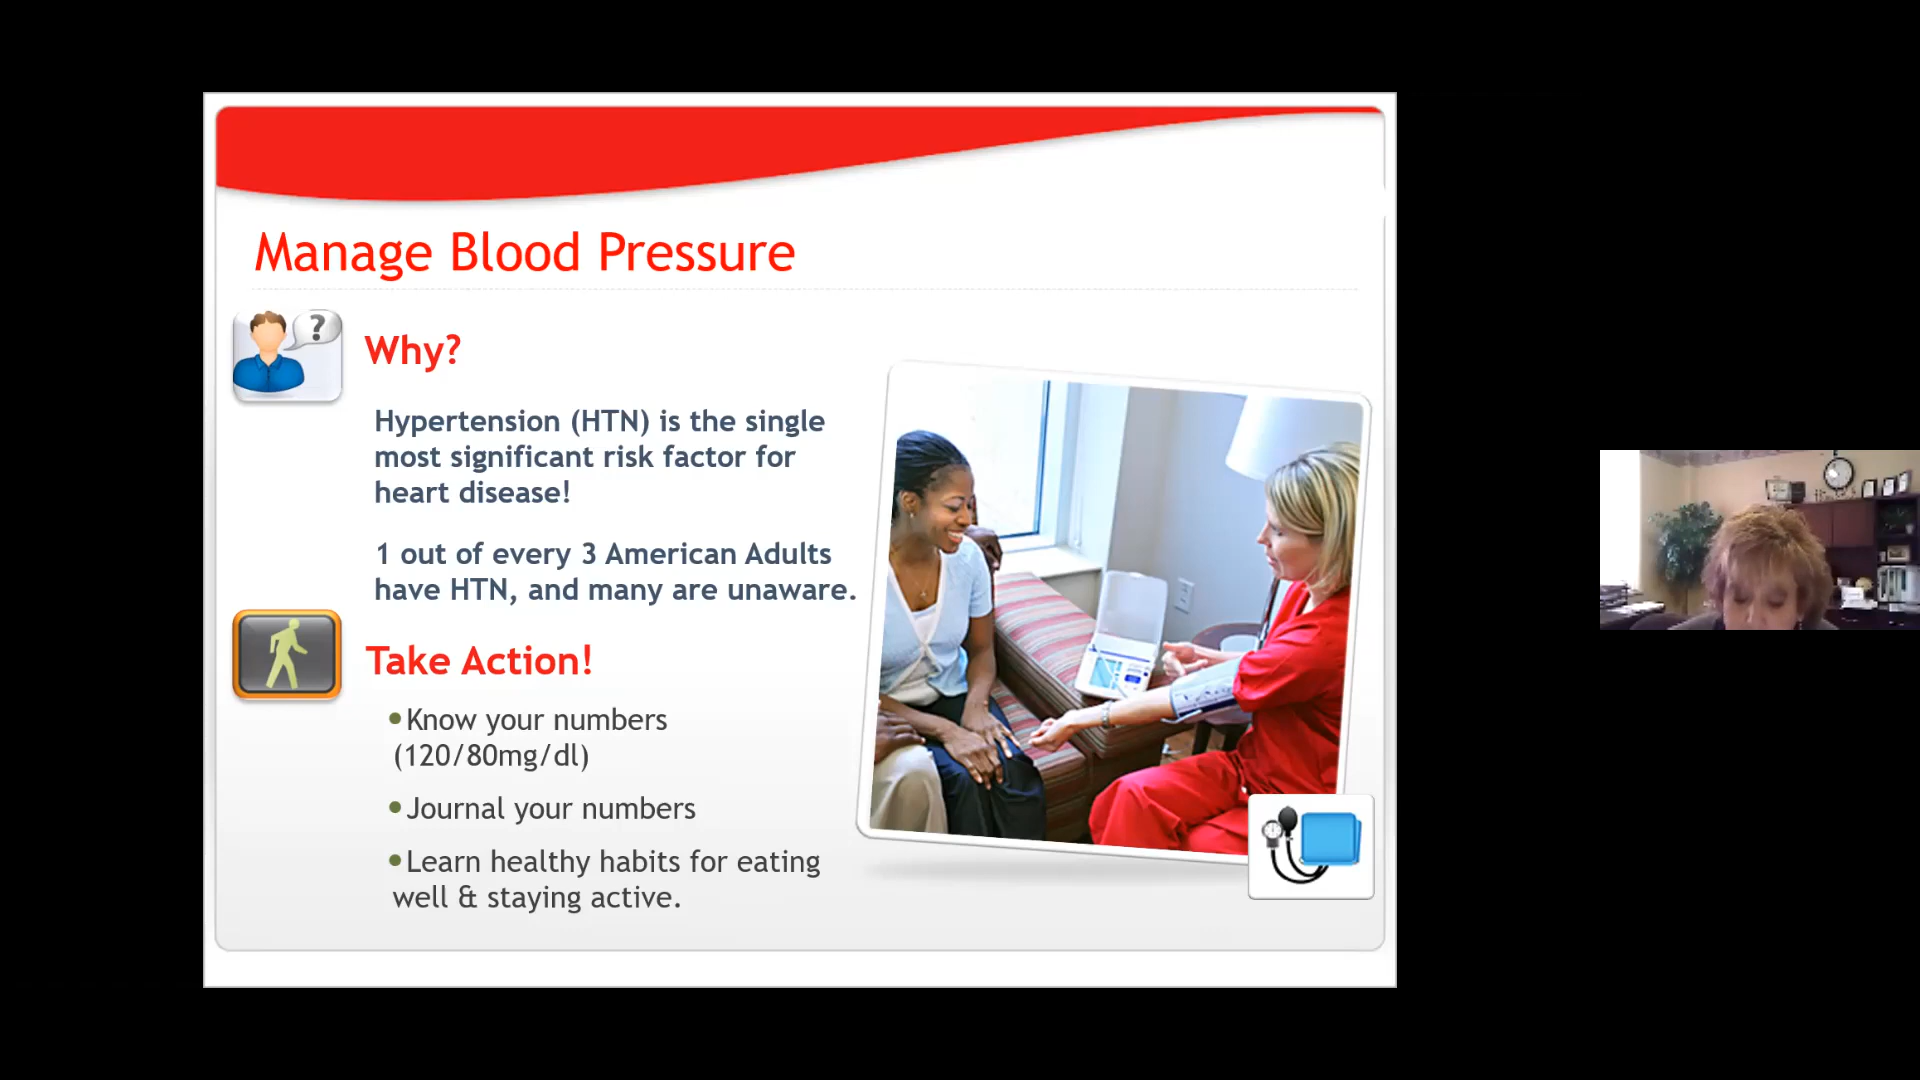 Manage Blood Pressure
?
Why?
Hypertension (HTN) is the single
most significant risk factor for
heart disease!
1 out of every 3 American Adults
have HTN, and many are unaware.
Take Action!
•Know your numbers
(120/80mg/dl)
•Journal your numbers
•Learn healthy habits for eating
well & staying active.